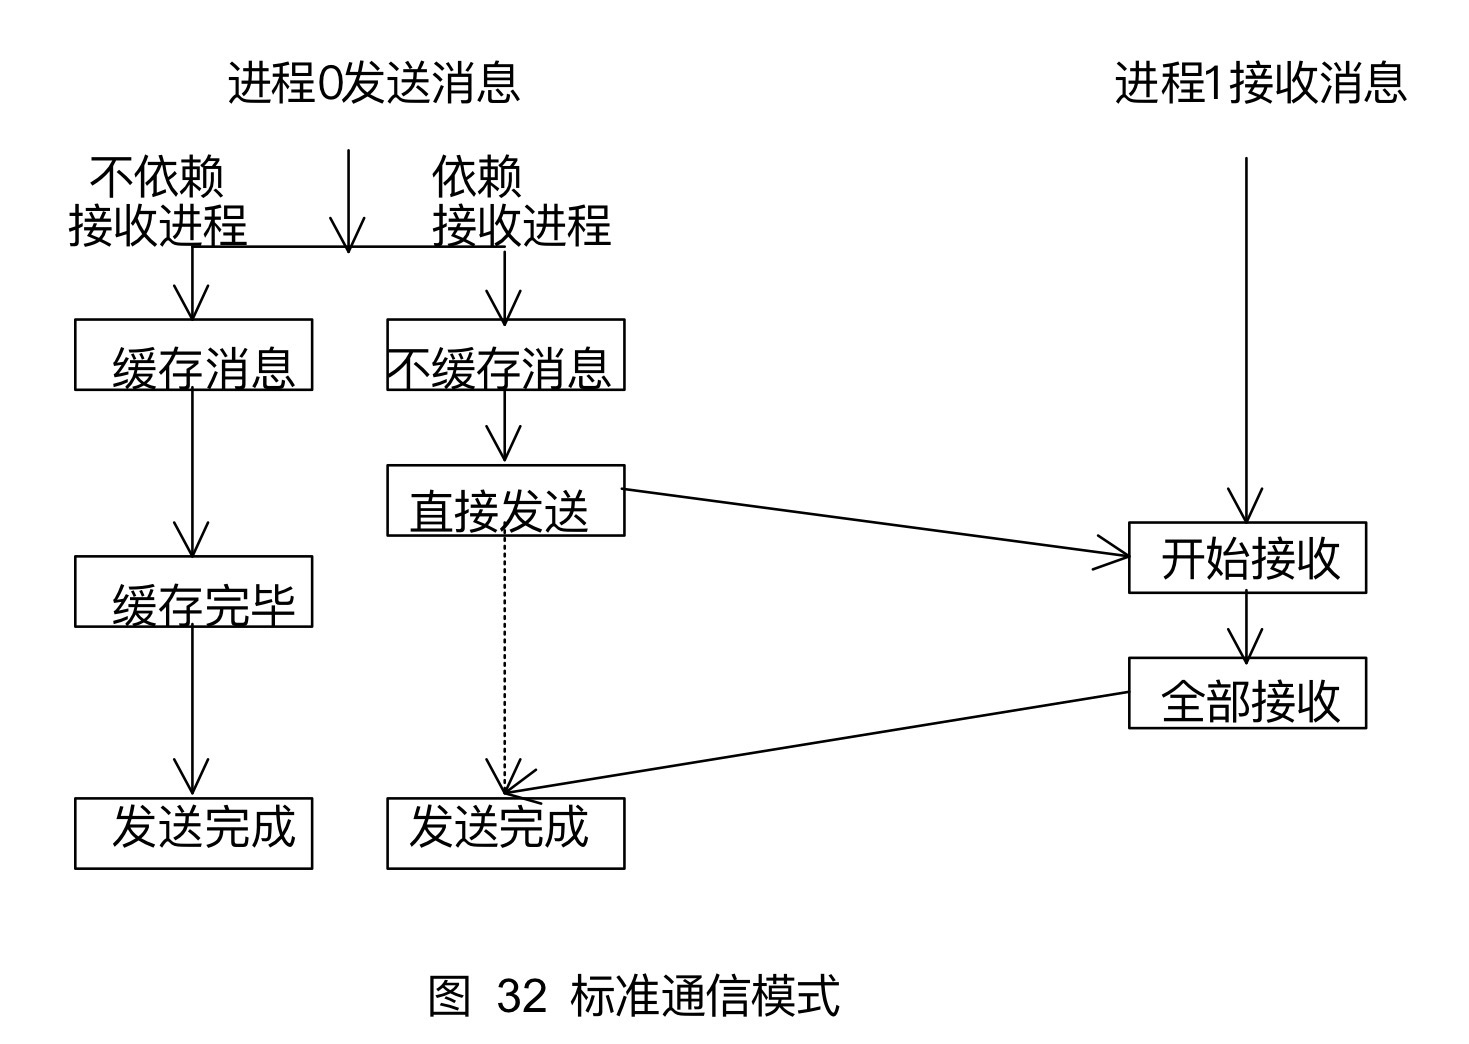 进程0发送消息
进程1接收消息
不依赖
接收进程
依赖
接收进程
缓存消息
不缓存消息
直接发送
开始接收
缓存完毕
全部接收
发送完成
发送完成
图 32 标准通信模式